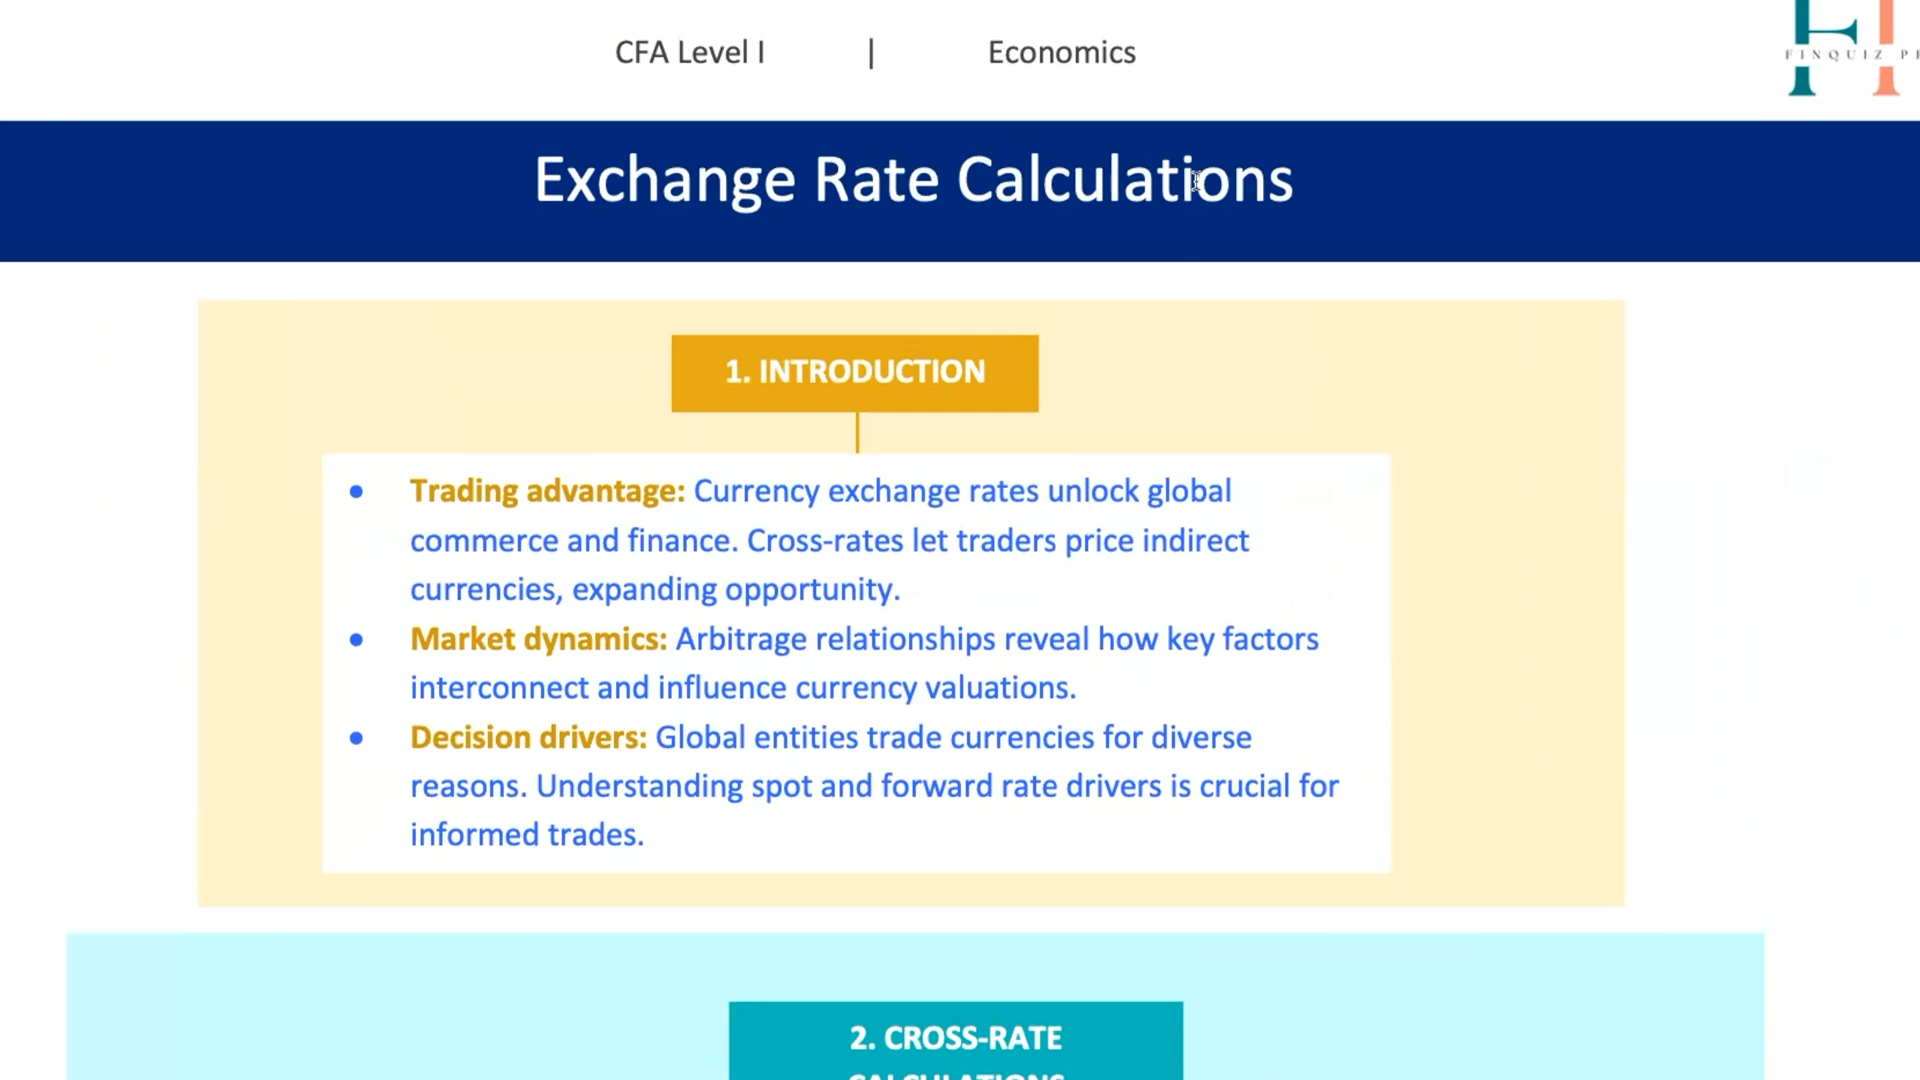 CFA Level I | Economics
FINQUIZ
Exchange Rate Calculations
1. INTRODUCTION
• Trading advantage: Currency exchange rates unlock global
commerce and finance. Cross-rates let traders price indirect
currencies, expanding opportunity.
• Market dynamics: Arbitrage relationships reveal how key factors
interconnect and influence currency valuations.
• Decision drivers: Global entities trade currencies for diverse
reasons. Understanding spot and forward rate drivers is crucial for
informed trades.
2. CROSS-RATE
CALCULATIONS